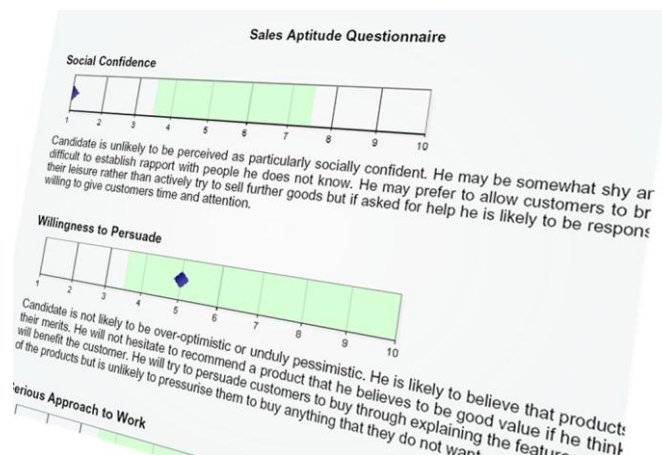 Sales Aptitude Questionnaire
Social Confidence
1 2 3 4 5 6 7 8 9 10
Candidate is unlikely to be perceived as particularly socially confident. He may be somewhat shy
difficult to establish rapport with people he does not know. He may prefer to allow customers to
their leisure rather than actively try to sell further goods but if asked for help he is likely to be
willing to give customers time and attention.
Willingness to Persuade
1 2 3 4 5 6 7 8 9 10
Candidate is not likely to be over-optimistic or unduly pessimistic. He is likely to believe that
their merits. He will not hesitate to recommend a product that he believes to be good value if he
will benefit the customer. He will try to persuade customers to buy through explaining the
of the products but is unlikely to pressurise them to buy anything that they do not
Approach to Work